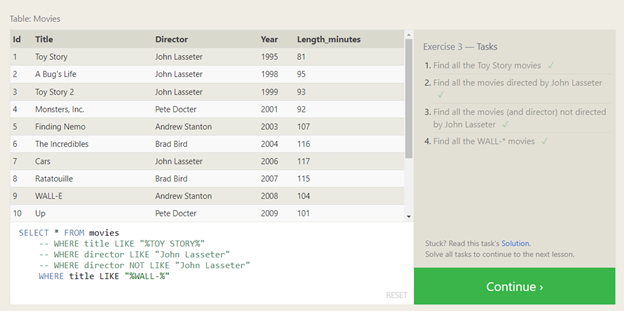 Table: Movies
Id Title Director Year Length_minutes
1 Toy Story John Lasseter 1995 81
2 A Bug's Life John Lasseter 1998 95
3 Toy Story 2 John Lasseter 1999 93
4 Monsters, Inc. Pete Docter 2001 92
5 Finding Nemo Andrew Stanton 2003 107
6 The Incredibles Brad Bird 2004 116
7 Cars John Lasseter 2006 117
8 Ratatouille Brad Bird 2007 115
9 WALL-E Andrew Stanton 2008 104
10 Up Pete Docter 2009 101
SELECT * FROM movies
-- WHERE title LIKE "%TOY STORY%"
-- WHERE director LIKE "John Lasseter"
-- WHERE director NOT LIKE "John Lasseter"
WHERE title LIKE "%WALL-%"
RESET
Exercise 3 — Tasks
1. Find all the Toy Story movies ✓
2. Find all the movies directed by John Lasseter
✓
3. Find all the movies (and director) not directed
by John Lasseter ✓
4. Find all the WALL-* movies ✓
Stuck? Read this task's Solution.
Solve all tasks to continue to the next lesson.
Continue ›